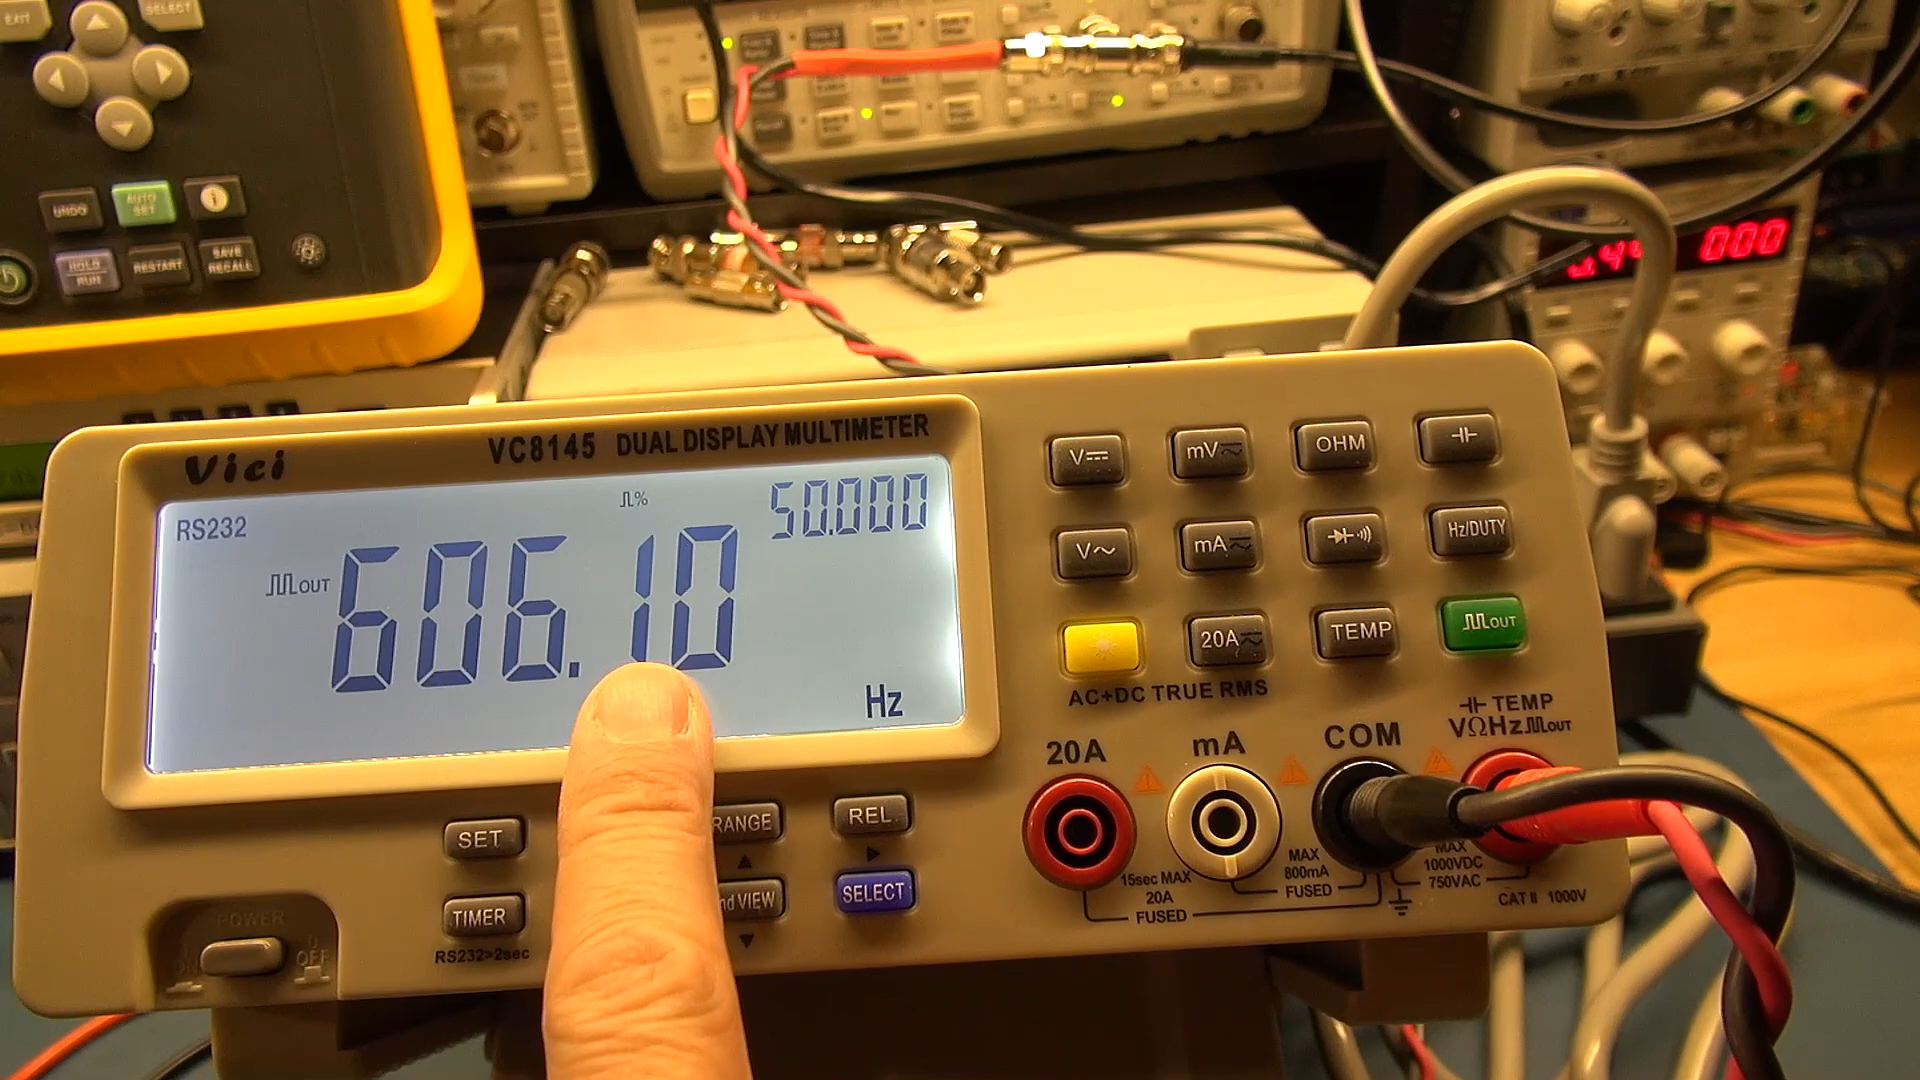 EXIT
SELECT
UNDO
AUTO SET
i
HOLD RUN
RESTART
SAVE RECALL
000
Vici
VC8145 DUAL DISPLAY MULTIMETER
RS232
%
50.000
OUT
606.10
Hz
V
mV
OHM
V
mA
Hz/DUTY
20A
TEMP
OUT
AC+DC TRUE RMS
TEMP
VΩHz OUT
20A
mA
COM
SET
RANGE
REL
TIMER
VIEW
SELECT
RS232>2sec
POWER
ON
OFF
15sec MAX
20A
FUSED
MAX
800mA
FUSED
MAX
1000VDC
750VAC
CAT II 1000V